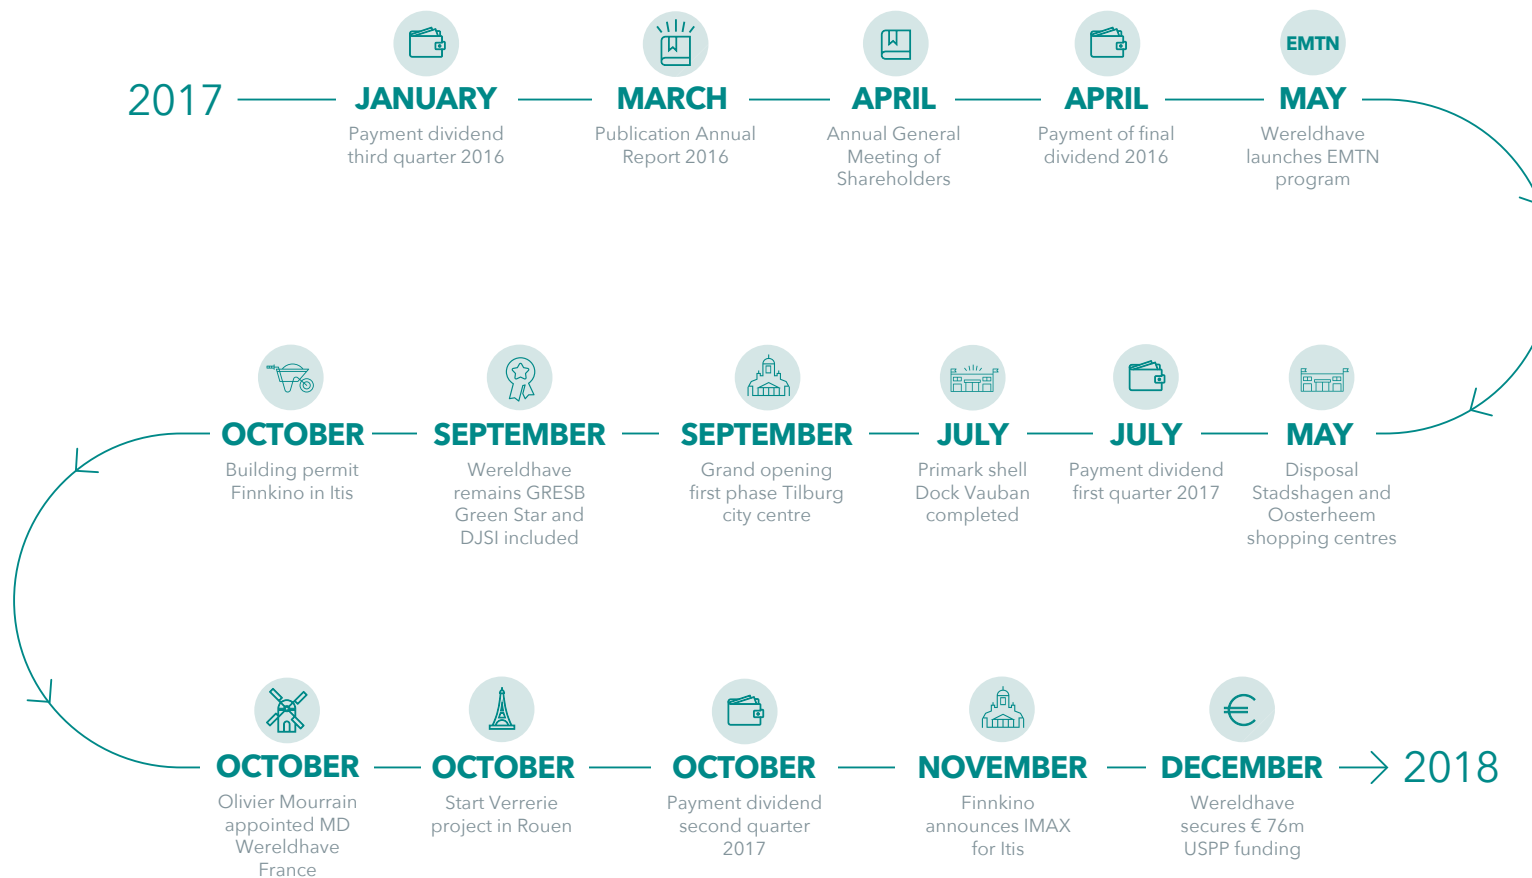 2017
JANUARY
Payment dividend
third quarter 2016
MARCH
Publication Annual
Report 2016
APRIL
Annual General
Meeting of
Shareholders
APRIL
Payment of final
dividend 2016
EMTN
MAY
Wereldhave
launches EMTN
program
MAY
Disposal
Stadshagen and
Oosterheem
shopping centres
JULY
Payment dividend
first quarter 2017
JULY
Primark shell
Dock Vauban
completed
SEPTEMBER
Grand opening
first phase Tilburg
city centre
SEPTEMBER
Wereldhave
remains GRESB
Green Star and
DJSI included
OCTOBER
Building permit
Finnkino in Itis
OCTOBER
Olivier Mourrain
appointed MD
Wereldhave
France
OCTOBER
Start Verrerie
project in Rouen
OCTOBER
Payment dividend
second quarter
2017
NOVEMBER
Finnkino
announces IMAX
for Itis
€
DECEMBER
Wereldhave
secures € 76m
USPP funding
2018